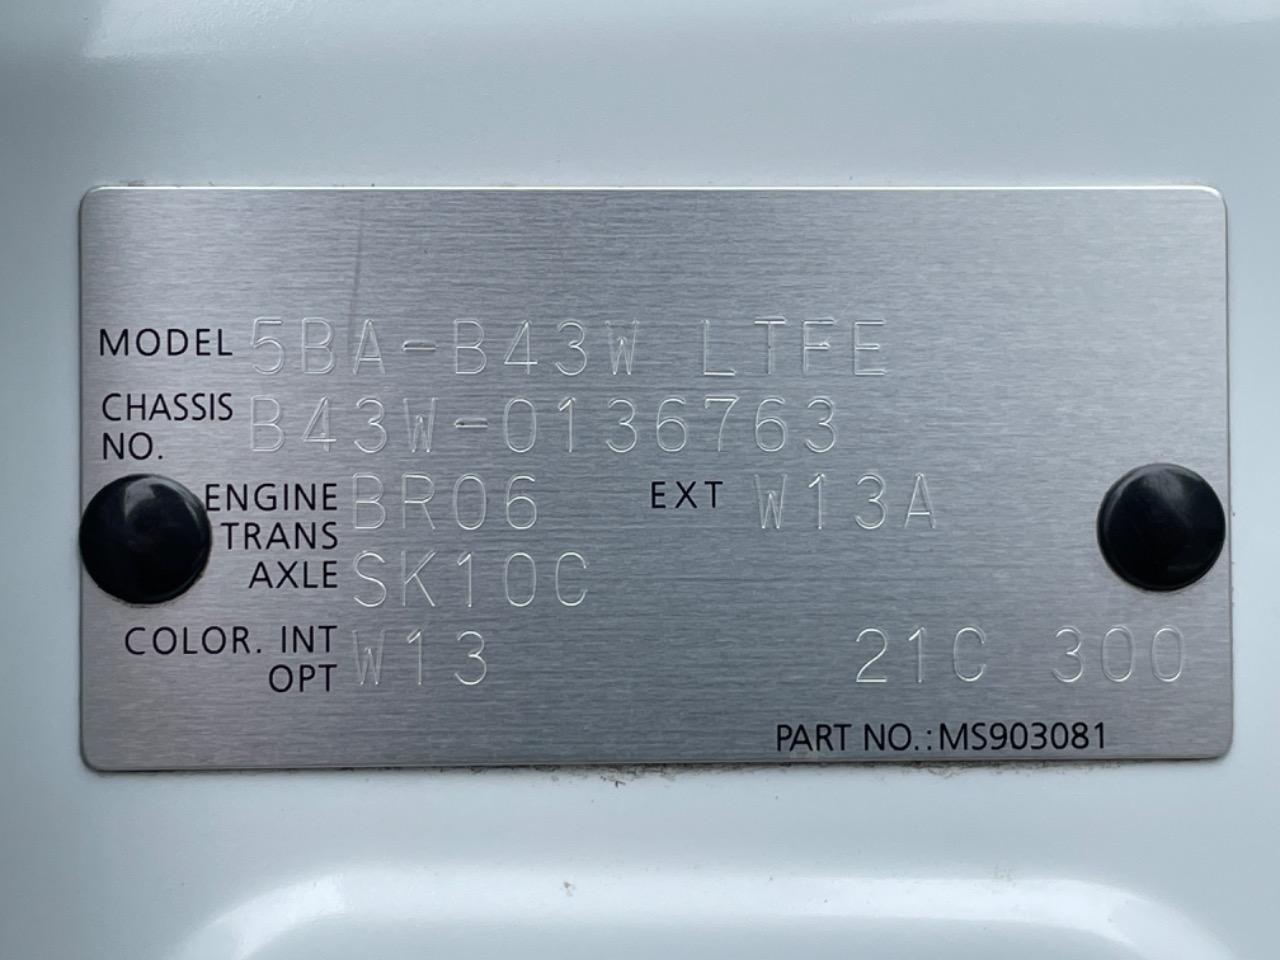 MODEL 5BA-B43W LTFE
CHASSIS NO. B43W-0136763
ENGINE BR06 EXT W13A
TRANS AXLE SK10C
COLOR. INT W13 21C 300
OPT
PART NO.:MS903081